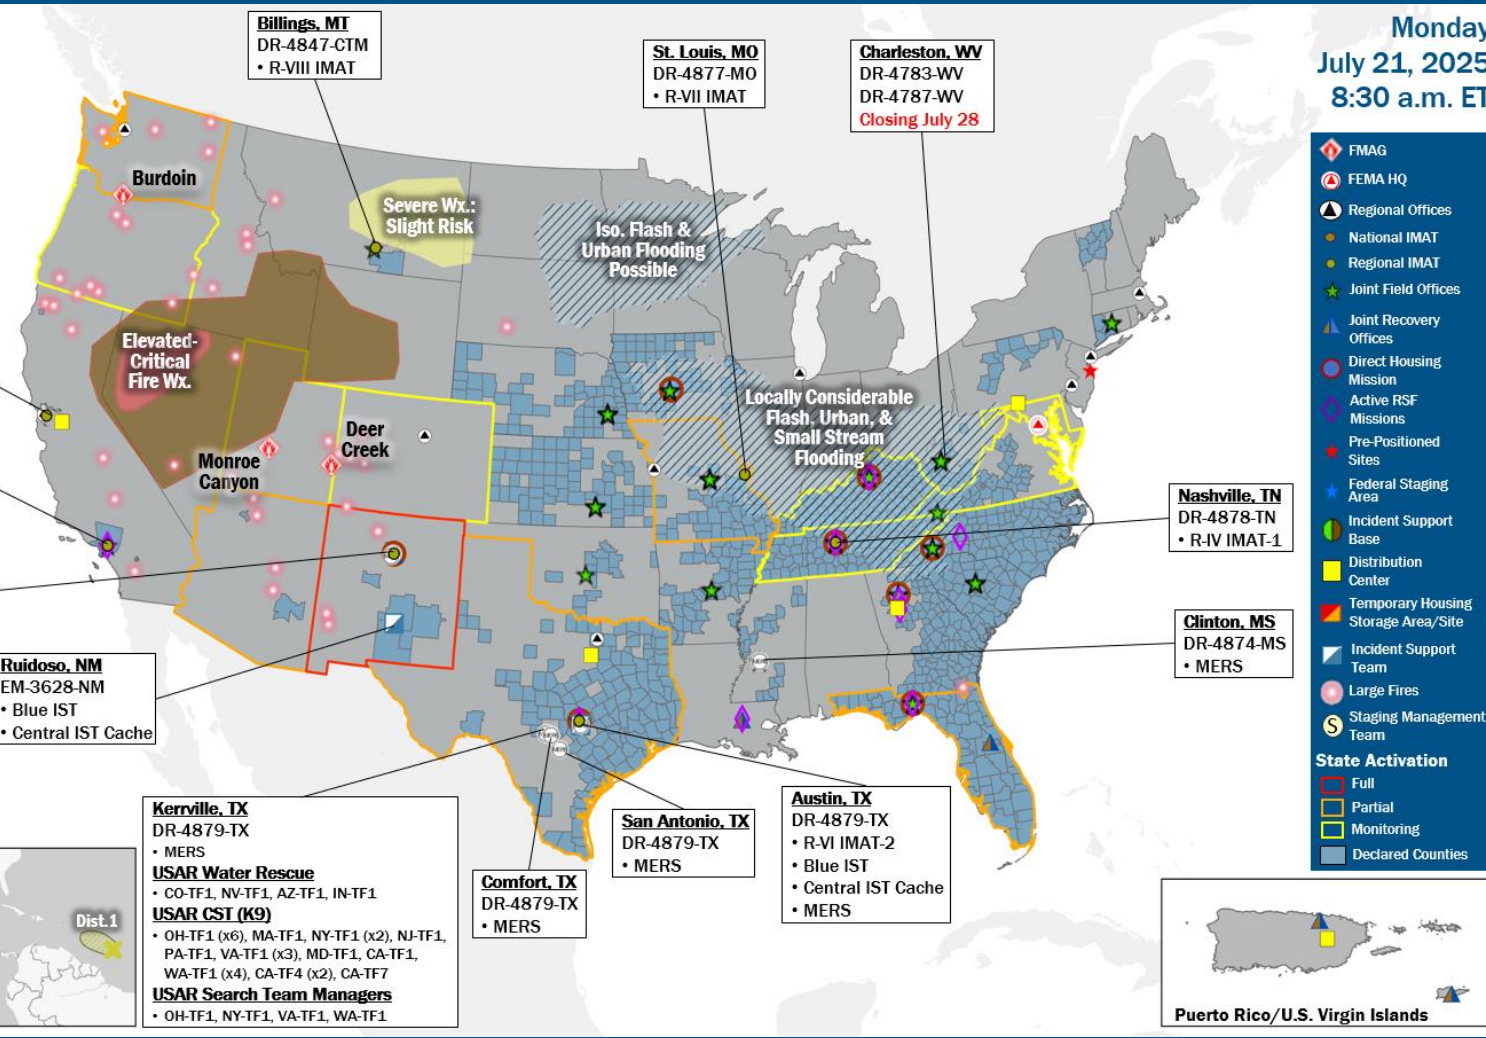 Monday
July 21, 2025
8:30 a.m. ET
Billings, MT
DR-4847-CTM
• R-VIII IMAT
St. Louis, MO
DR-4877-MO
• R-VII IMAT
Charleston, WV
DR-4783-WV
DR-4787-WV
Closing July 28
Burdoin
Severe Wx.:
Slight Risk
Iso. Flash &
Urban Flooding
Possible
Elevated-
Critical
Fire Wx.
Locally Considerable
Flash, Urban, &
Small Stream
Flooding
Deer
Creek
Monroe
Canyon
Nashville, TN
DR-4878-TN
• R-IV IMAT-1
Clinton, MS
DR-4874-MS
• MERS
Ruidoso, NM
EM-3628-NM
• Blue IST
• Central IST Cache
Kerrville, TX
DR-4879-TX
• MERS
USAR Water Rescue
• CO-TF1, NV-TF1, AZ-TF1, IN-TF1
USAR CST (K9)
• OH-TF1 (x6), MA-TF1, NY-TF1 (x2), NJ-TF1,
PA-TF1, VA-TF1 (x3), MD-TF1, CA-TF1,
WA-TF1 (x4), CA-TF4 (x2), CA-TF7
USAR Search Team Managers
• OH-TF1, NY-TF1, VA-TF1, WA-TF1
Comfort, TX
DR-4879-TX
• MERS
San Antonio, TX
DR-4879-TX
• MERS
Austin, TX
DR-4879-TX
• R-VI IMAT-2
• Blue IST
• Central IST Cache
• MERS
Dist.1
FMAG
FEMA HQ
Regional Offices
National IMAT
Regional IMAT
Joint Field Offices
Joint Recovery
Offices
Direct Housing
Mission
Active RSF
Missions
Pre-Positioned
Sites
Federal Staging
Area
Incident Support
Base
Distribution
Center
Temporary Housing
Storage Area/Site
Incident Support
Team
Large Fires
S
Staging Management
Team
State Activation
Full
Partial
Monitoring
Declared Counties
Puerto Rico/U.S. Virgin Islands